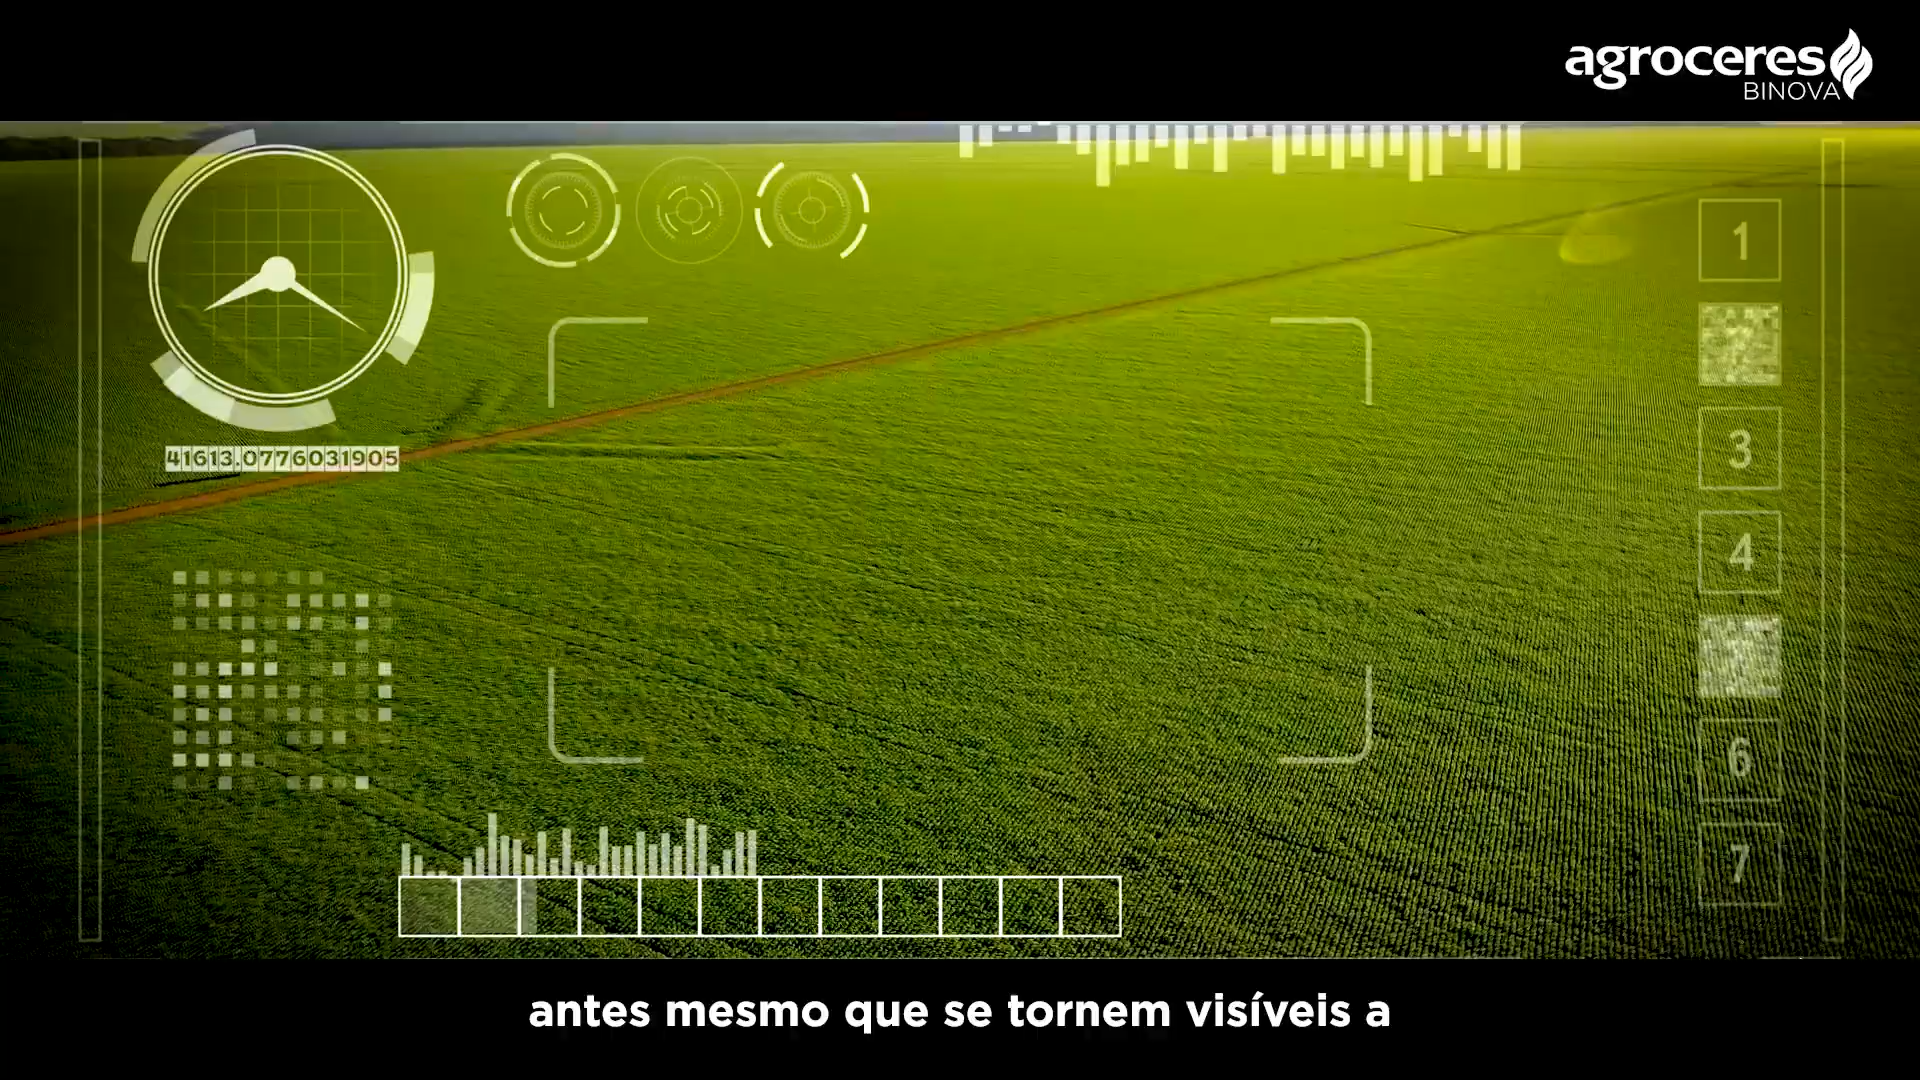 agroceres
BINOVA
1
41613.0776031905
3
4
6
7
antes mesmo que se tornem visíveis a